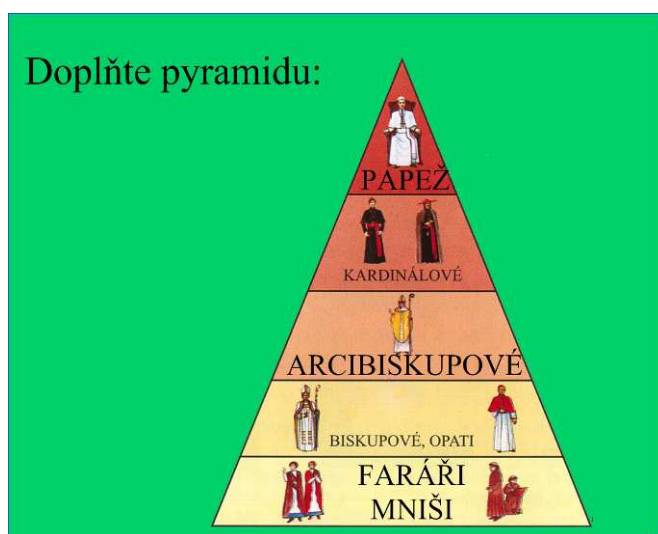 Doplňte pyramidu:
PAPEŽ
KARDINÁLOVÉ
ARCIBISKUPOVÉ
BISKUPOVÉ, OPATI
FARÁŘI
MNIŠI